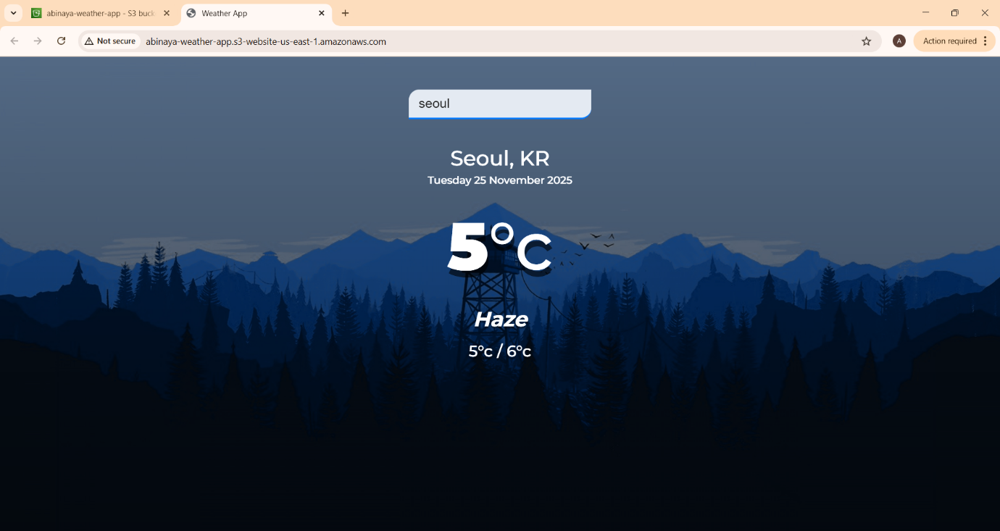 abinaya-weather-app - S3 buck
Weather App
Not secure
abinaya-weather-app.s3-website-us-east-1.amazonaws.com
A
Action required
seoul
Seoul, KR
Tuesday 25 November 2025
5°c
Haze
5°c / 6°c